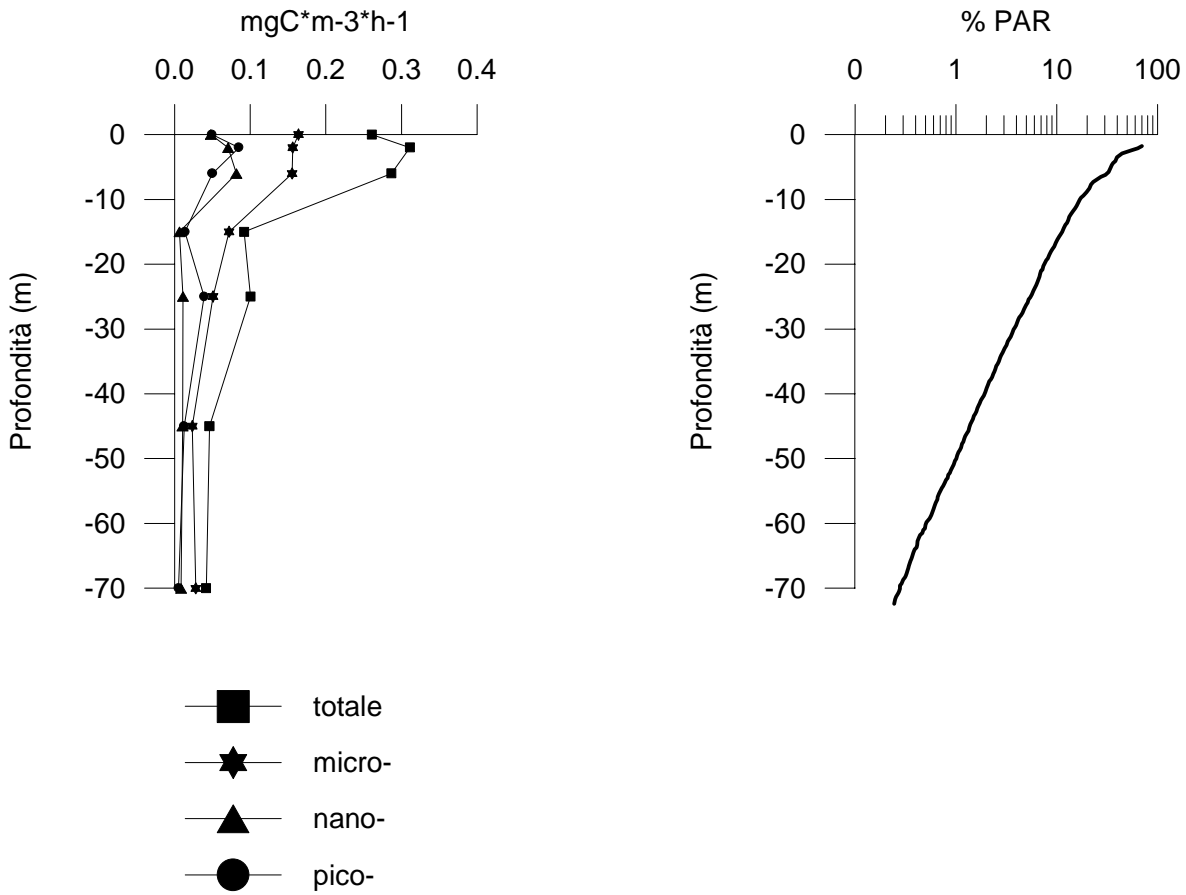 mgC*m-3*h-1
0.0 0.1 0.2 0.3 0.4
0
-10
-20
-30
-40
-50
-60
-70
Profondità (m)
% PAR
0 1 10 100
0
-10
-20
-30
-40
-50
-60
-70
Profondità (m)
totale
micro-
nano-
pico-